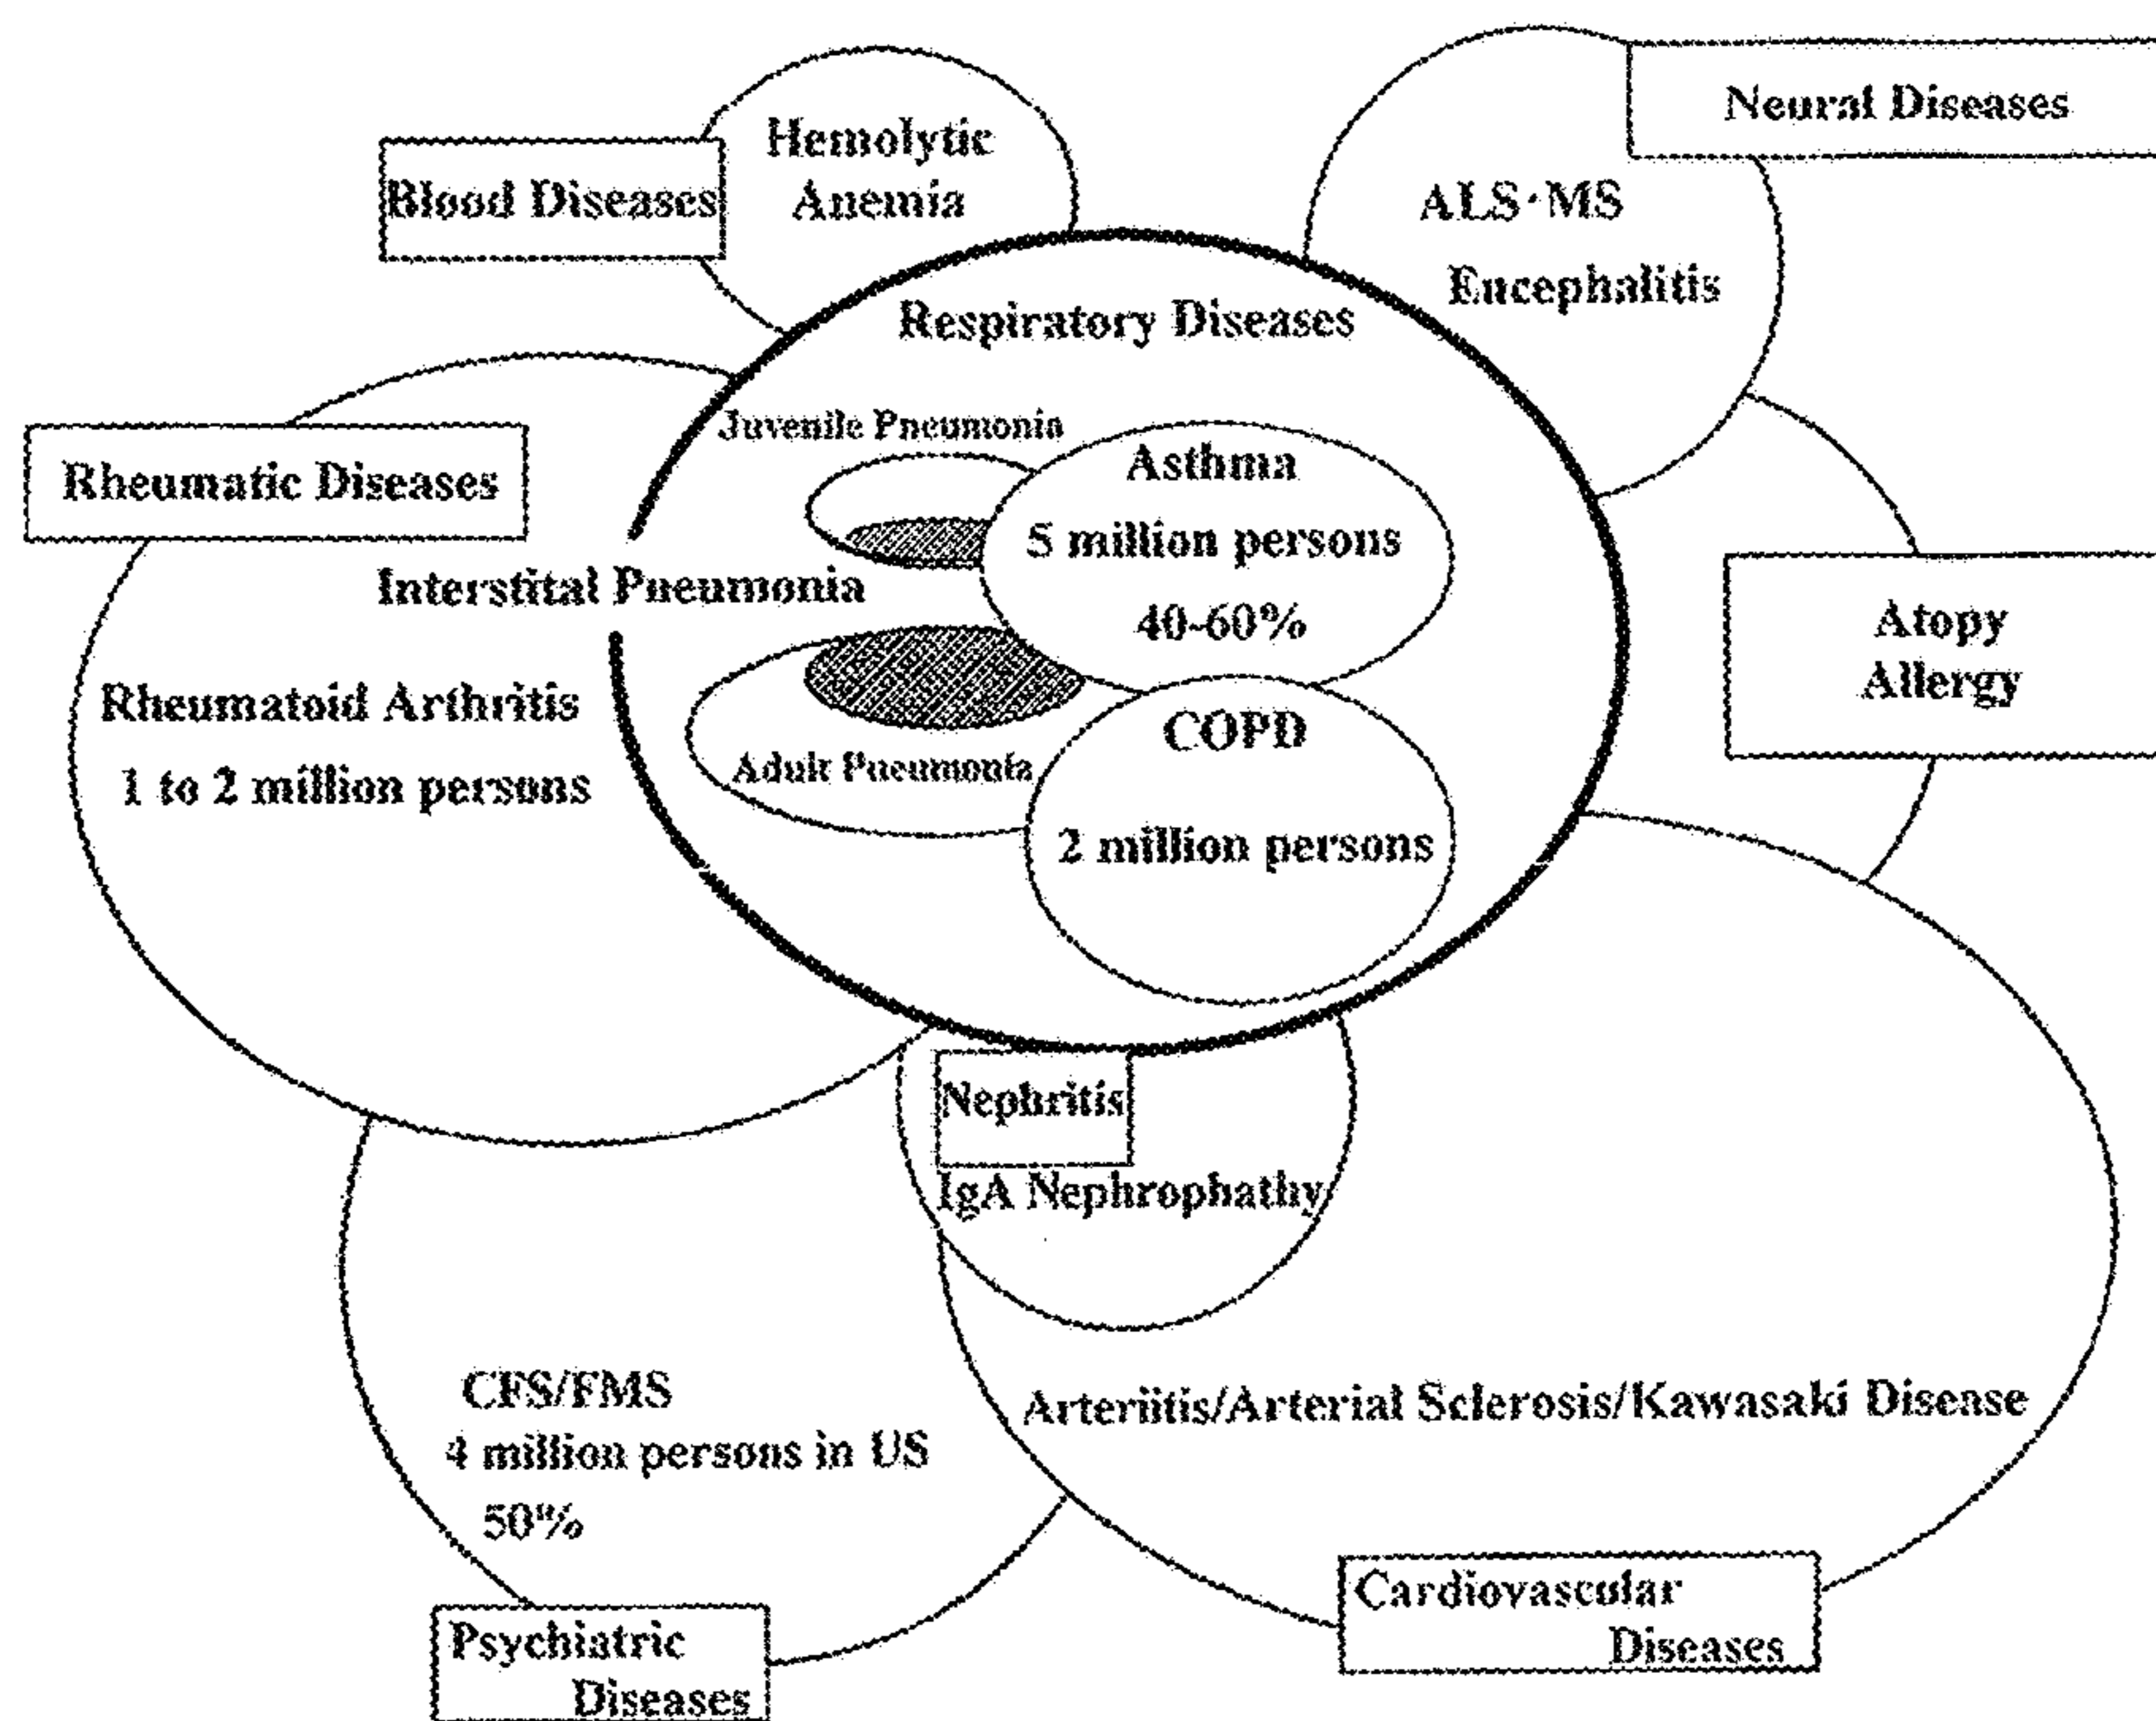 Neural Diseases
Hemolytic
Anemia
Blood Diseases
ALS·MS
Encephalitis
Respiratory Diseases
Juvenile Pneumonia
Asthma
5 million persons
40-60%
Rheumatic Diseases
Interstital Pneumonia
Atopy
Allergy
Rheumatoid Arthritis
1 to 2 million persons
Adult Pneumonia
COPD
2 million persons
Nephritis
IgA Nephrophathy
CFS/FMS
4 million persons in US
50%
Arteriitis/Arterial Sclerosis/Kawasaki Disease
Psychiatric
Diseases
Cardiovascular
Diseases